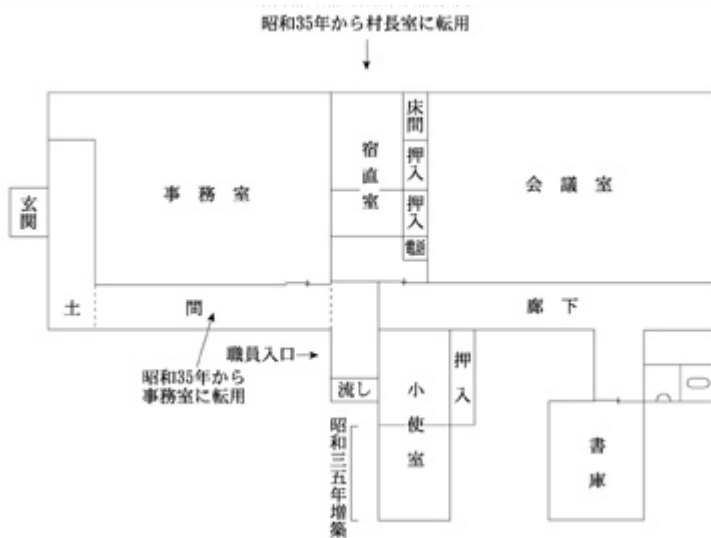 昭和35年から村長室に転用
床間
押入
押入
電話
宿直室
事務室
会議室
玄関
土間
廊下
昭和35年から
事務室に転用
職員入口→
流し
小使室
押入
昭和三五年増築
書庫